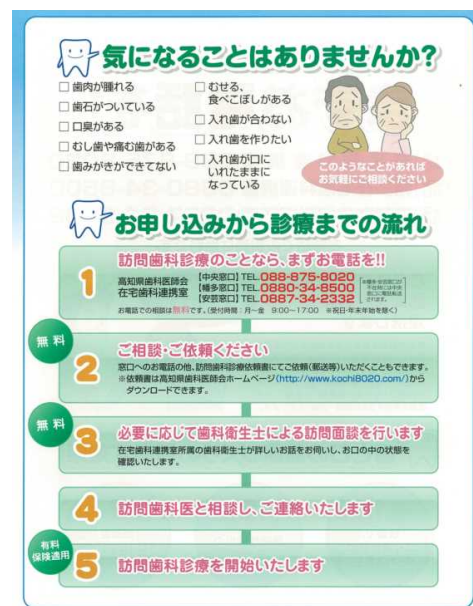 気になることはありませんか?
□ 歯肉が腫れる
□ 歯石がついている
□ 口臭がある
□ むし歯や痛む歯がある
□ 歯みがきができてない
□ むせる、
食べこぼしがある
□ 入れ歯が合わない
□ 入れ歯を作りたい
□ 入れ歯が口に
いれたままに
なっている
このようなことがあれば
お気軽にご相談ください
お申し込みから診療までの流れ
1
訪問歯科診療のことなら、まずお電話を!!
高知県歯科医師会
在宅歯科連携室
【中央窓口】TEL.088-875-8020
【幡多窓口】TEL.0880-34-8500
【安芸窓口】TEL.0887-34-2332
お電話での相談は無料です。(受付時間:月〜金 9:00〜17:00 ※祝日・年末年始を除く)
無料
2
ご相談・ご依頼ください
窓口へのお電話の他、訪問歯科診療依頼書にてご依頼(郵送等)いただくこともできます。
※依頼書は高知県歯科医師会ホームページ(http://www.kochi8020.com/)から
ダウンロードできます。
無料
3
必要に応じて歯科衛生士による訪問面談を行います
在宅歯科連携室所属の歯科衛生士が詳しいお話をお伺いし、お口の中の状態を
確認いたします。
4
訪問歯科医と相談し、ご連絡いたします
有料
保険適用
5
訪問歯科診療を開始いたします